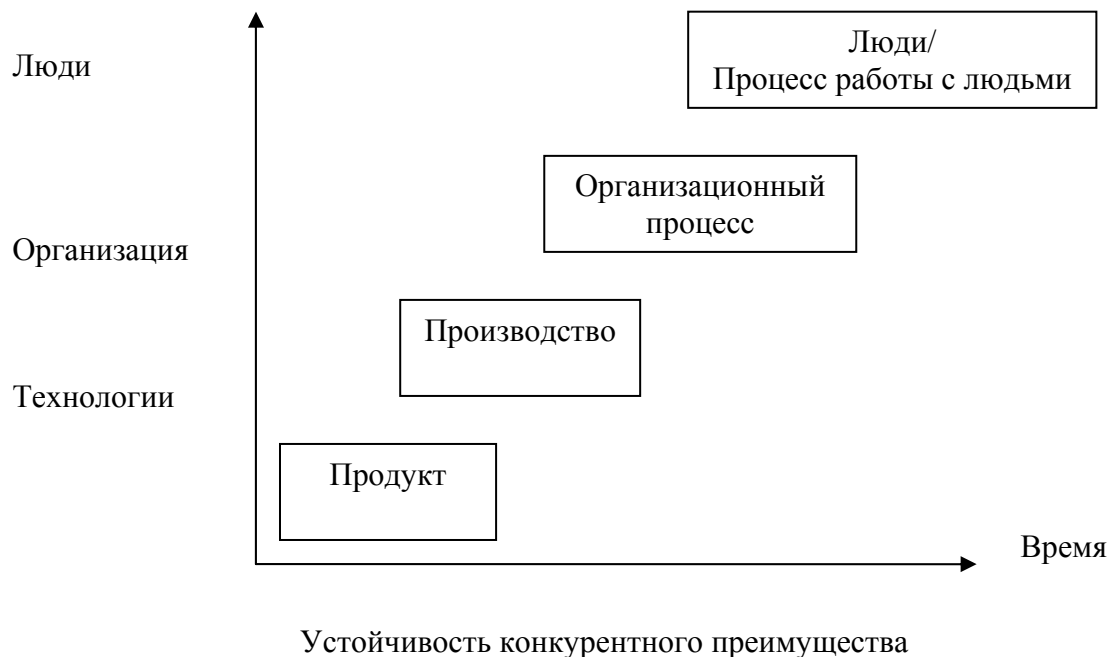 Люди
Люди/
Процесс работы с людьми
Организационный
процесс
Организация
Производство
Технологии
Продукт
Время
Устойчивость конкурентного преимущества